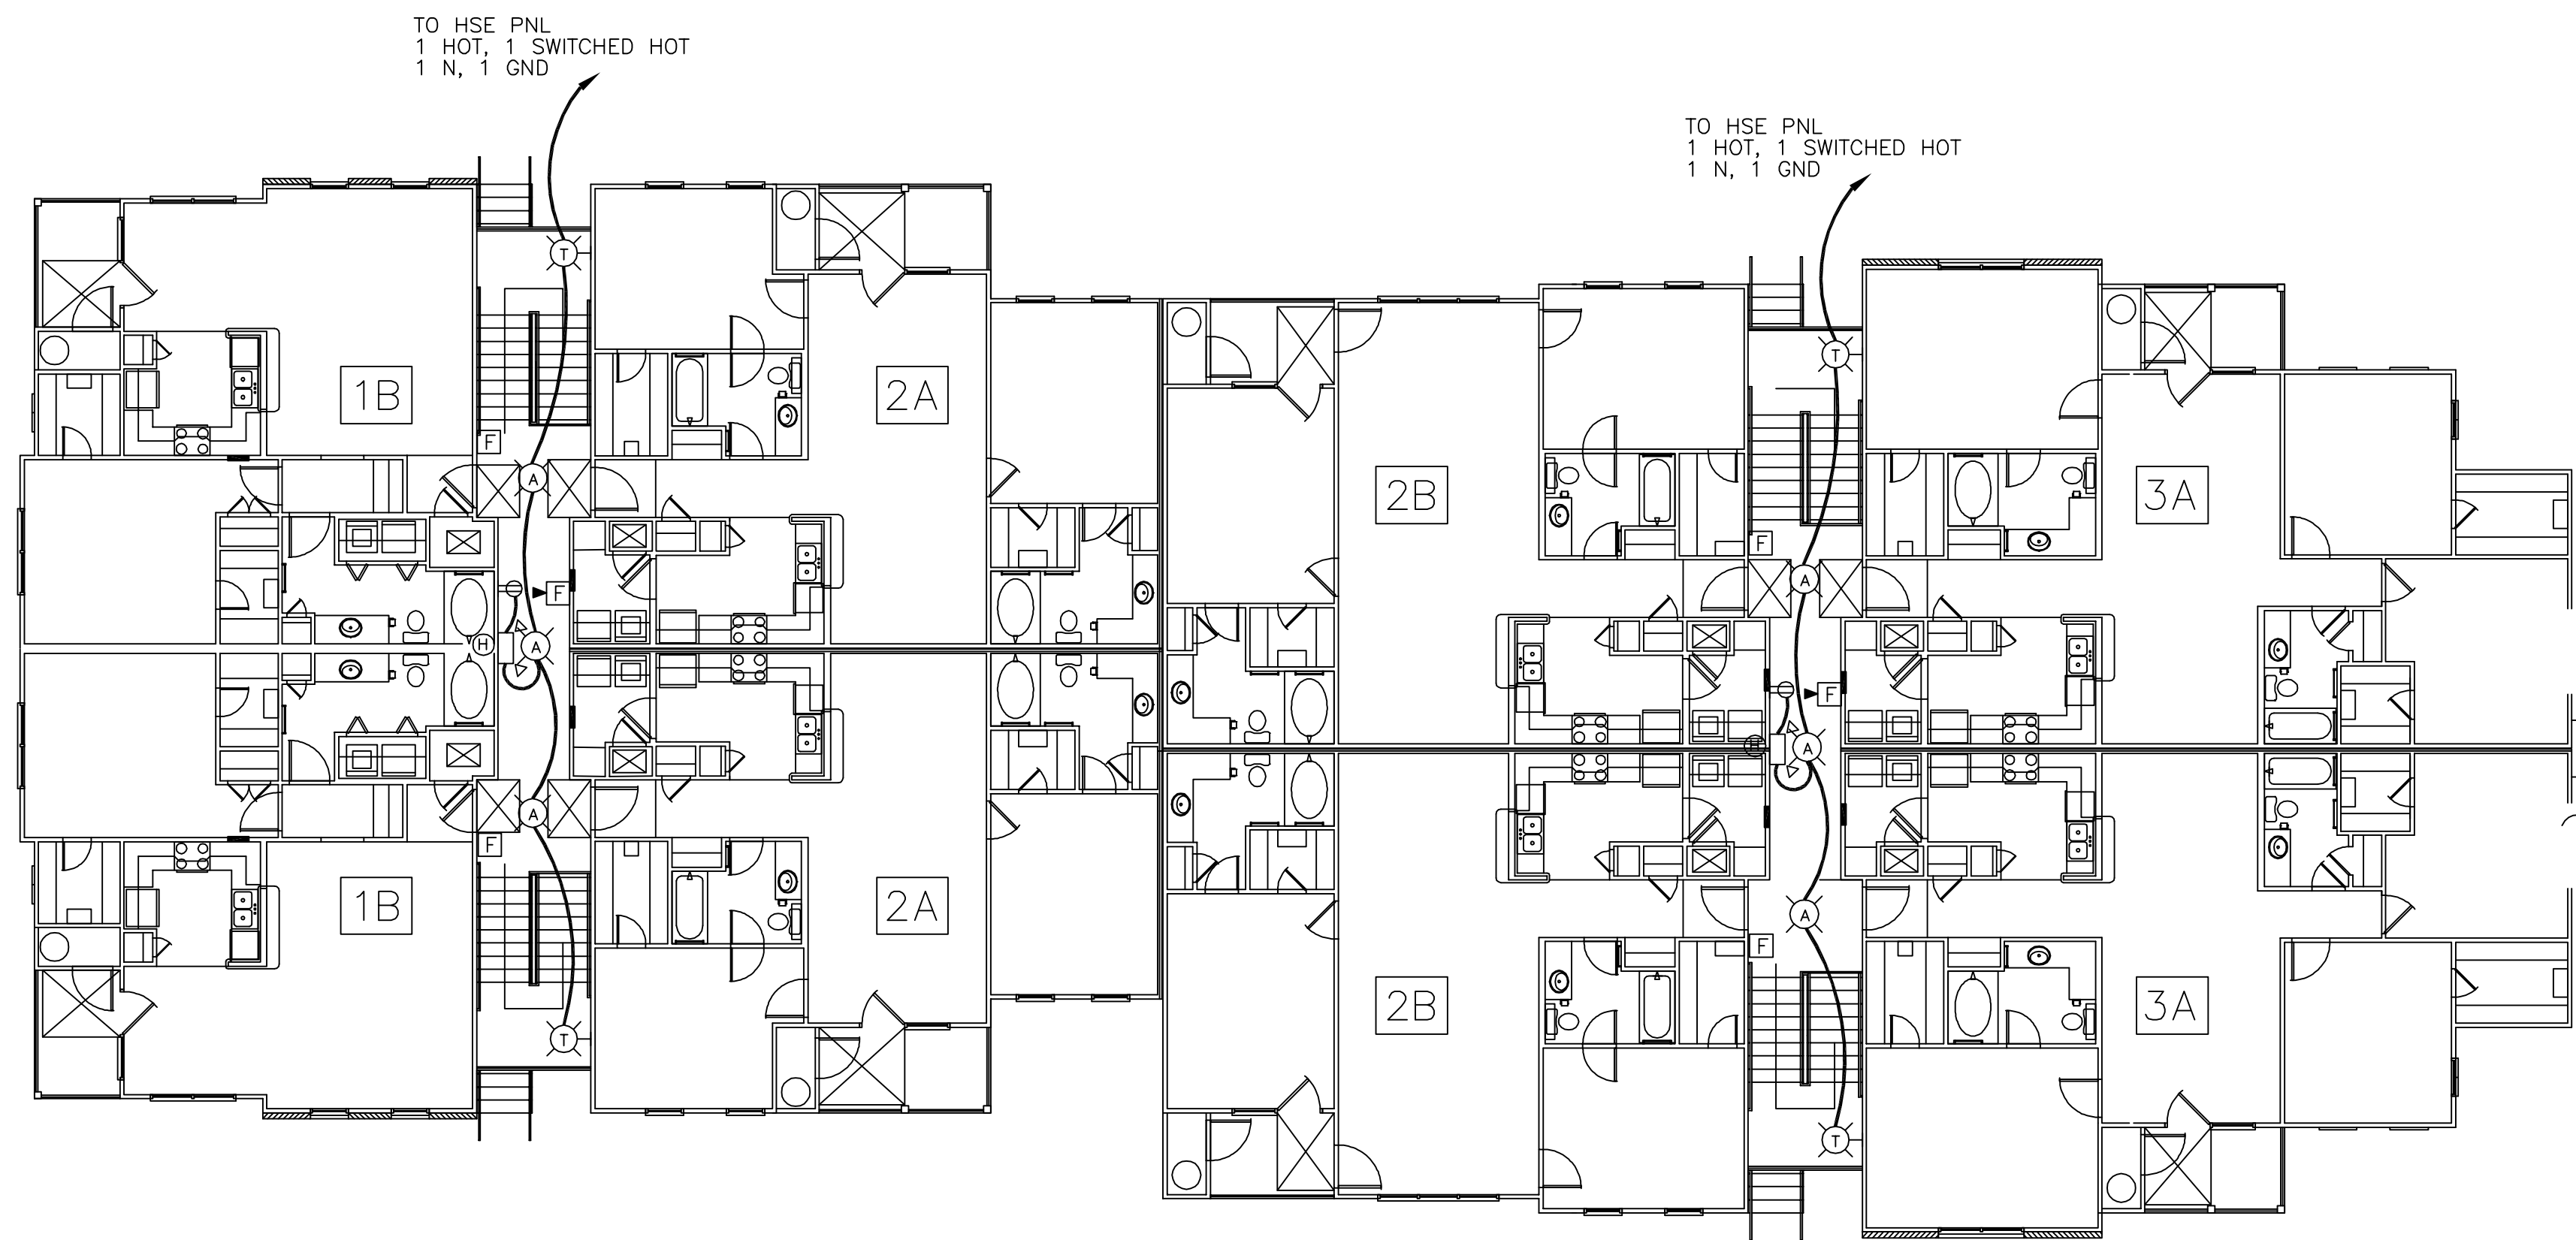 TO HSE PNL
1 HOT, 1 SWITCHED HOT
1 N, 1 GND
TO HSE PNL
1 HOT, 1 SWITCHED HOT
1 N, 1 GND
T
T
1B
2A
F
A
2B
3A
F
A
F
H
A
F
H
A
A
F
1B
2A
A
F
2B
3A
T
T